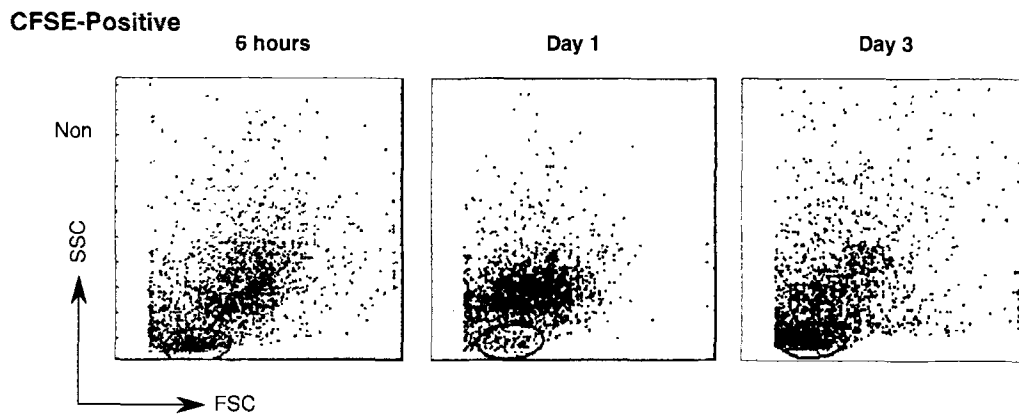 CFSE-Positive
6 hours Day 1 Day 3
Non
SSC
FSC